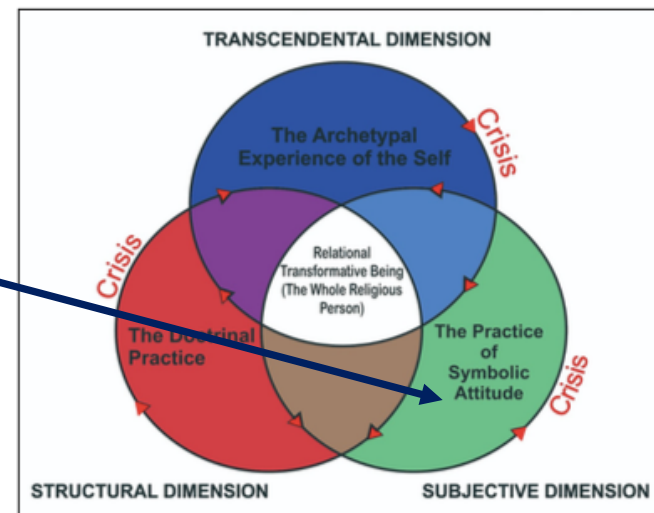 TRANSCENDENTAL DIMENSION
The Archetypal
Experience of the Self
Crisis
Crisis
Relational
Transformative Being
(The Whole Religious
Person)
The Doctrinal
Practice
The Practice
of
Symbolic
Attitude
Crisis
STRUCTURAL DIMENSION
SUBJECTIVE DIMENSION